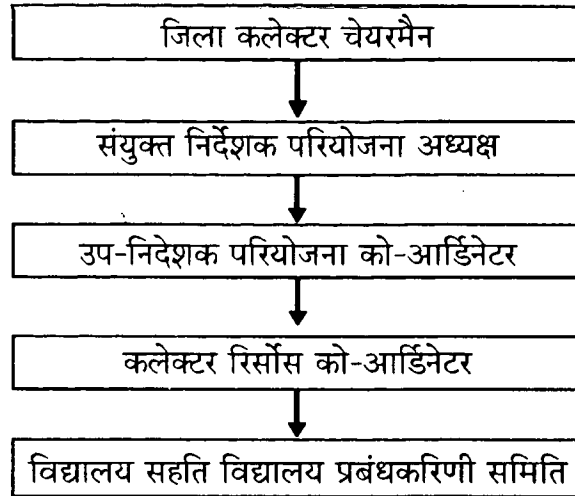 जिला कलेक्टर चेयरमैन
संयुक्त निर्देशक परियोजना अध्यक्ष
उप-निदेशक परियोजना को-आर्डिनेटर
कलेक्टर रिर्सोस को-आर्डिनेटर
विद्यालय सहति विद्यालय प्रबंधकरिणी समिति